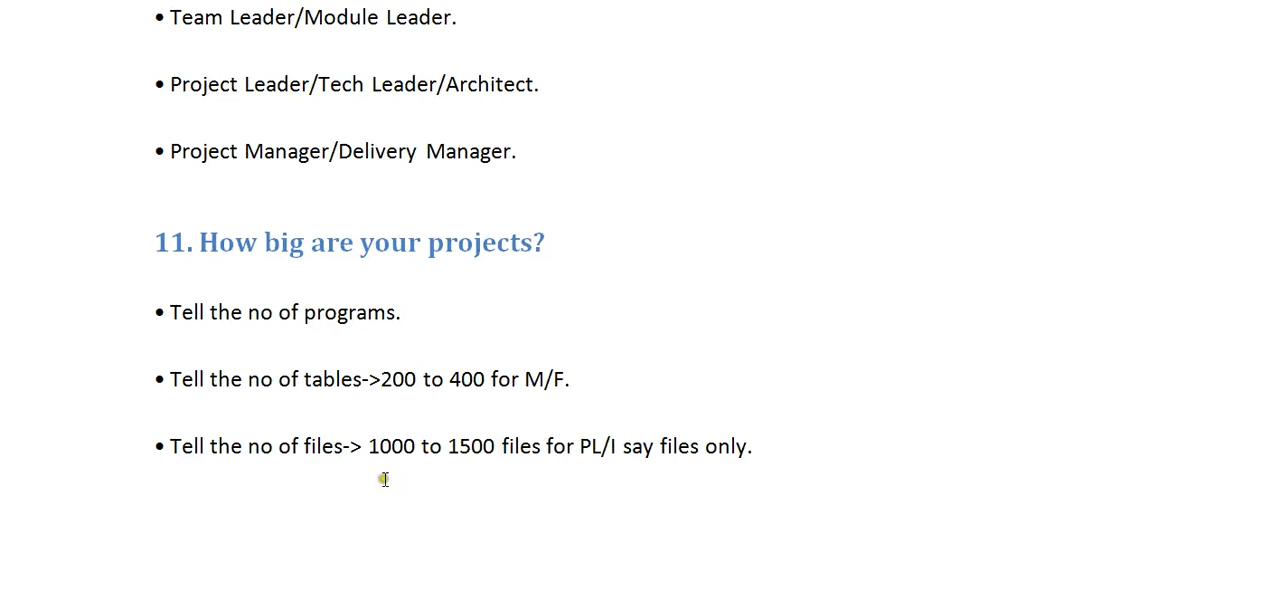 • Team Leader/Module Leader.
• Project Leader/Tech Leader/Architect.
• Project Manager/Delivery Manager.
11. How big are your projects?
• Tell the no of programs.
• Tell the no of tables->200 to 400 for M/F.
• Tell the no of files-> 1000 to 1500 files for PL/I say files only.